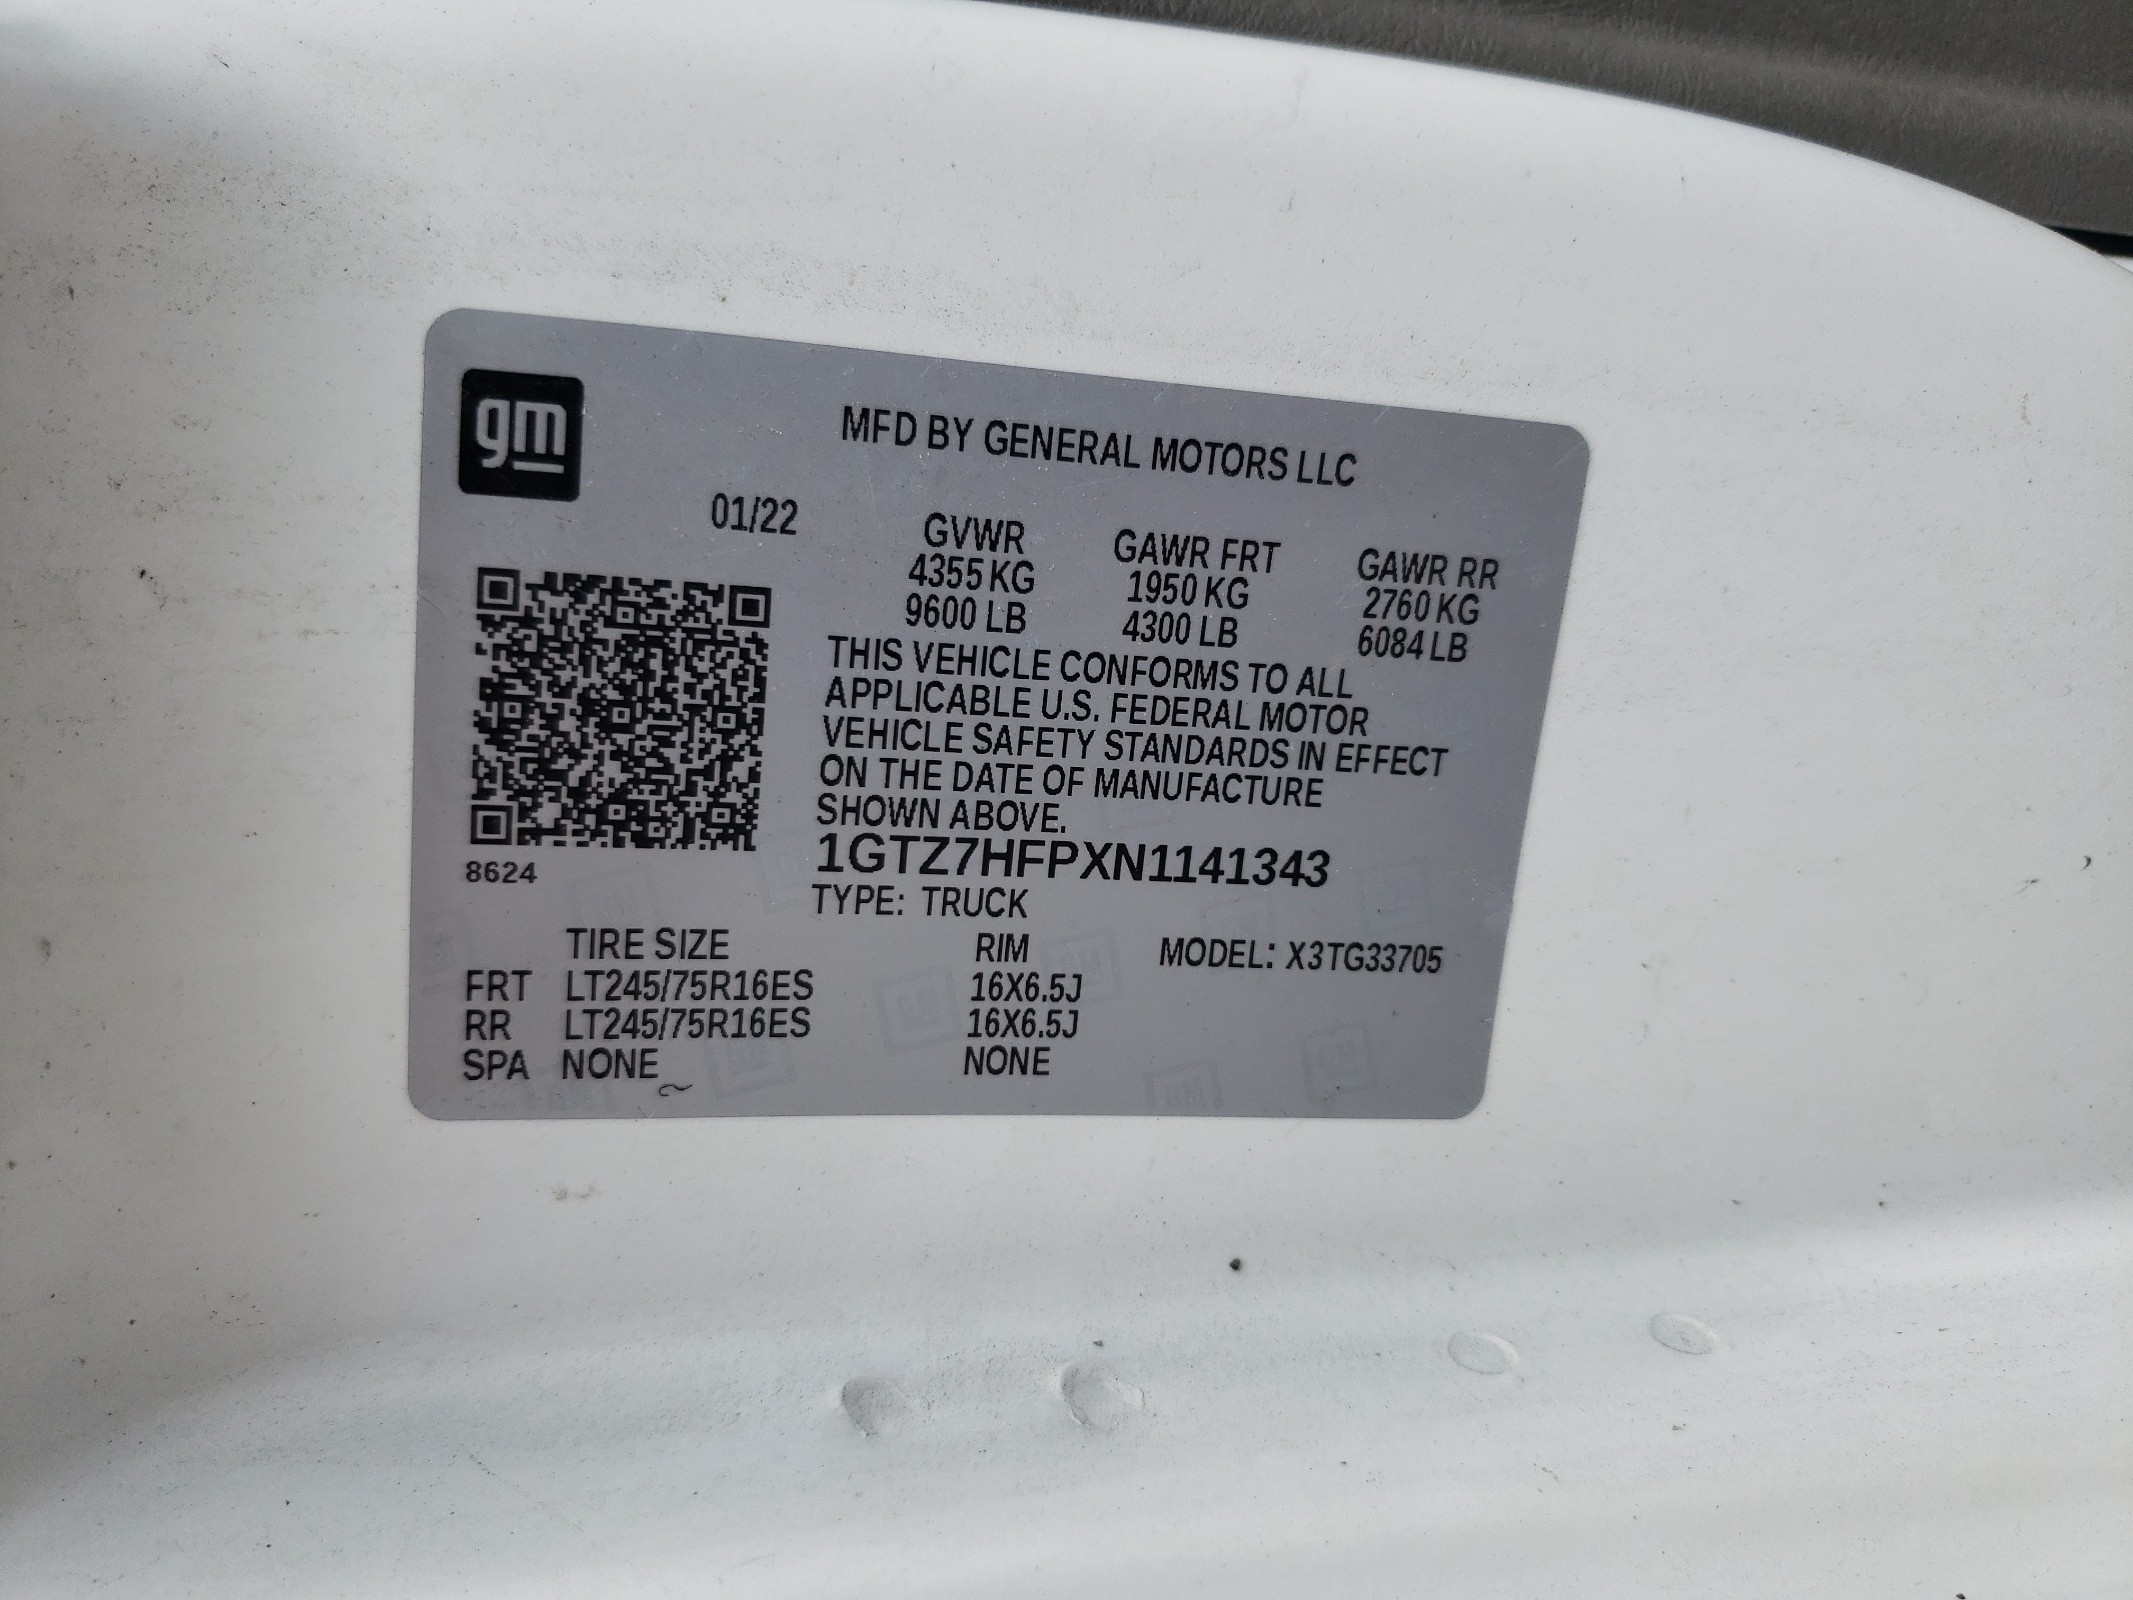 gm
MFD BY GENERAL MOTORS LLC
01/22
GVWR GAWR FRT GAWR RR
4355 KG 1950 KG 2760 KG
9600 LB 4300 LB 6084 LB
THIS VEHICLE CONFORMS TO ALL
APPLICABLE U.S. FEDERAL MOTOR
VEHICLE SAFETY STANDARDS IN EFFECT
ON THE DATE OF MANUFACTURE
SHOWN ABOVE.
8624
1GTZ7HFPXN1141343
TYPE: TRUCK
TIRE SIZE RIM MODEL: X3TG33705
FRT LT245/75R16ES 16X6.5J
RR LT245/75R16ES 16X6.5J
SPA NONE NONE